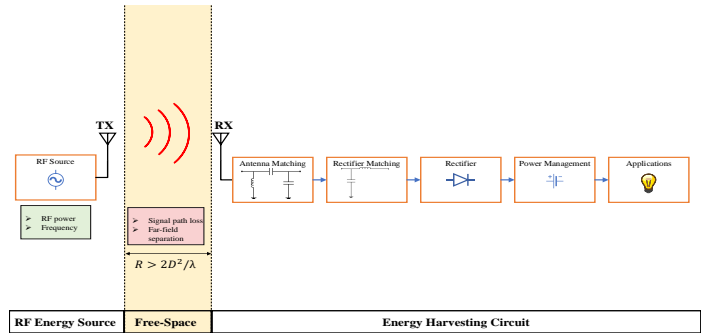 TX
RX
RF Source
Antenna Matching
Rectifier Matching
Rectifier
Power Management
Applications
➢ RF power
➢ Frequency
➢ Signal path loss
➢ Far-field
separation
R > 2D²/λ
RF Energy Source
Free-Space
Energy Harvesting Circuit